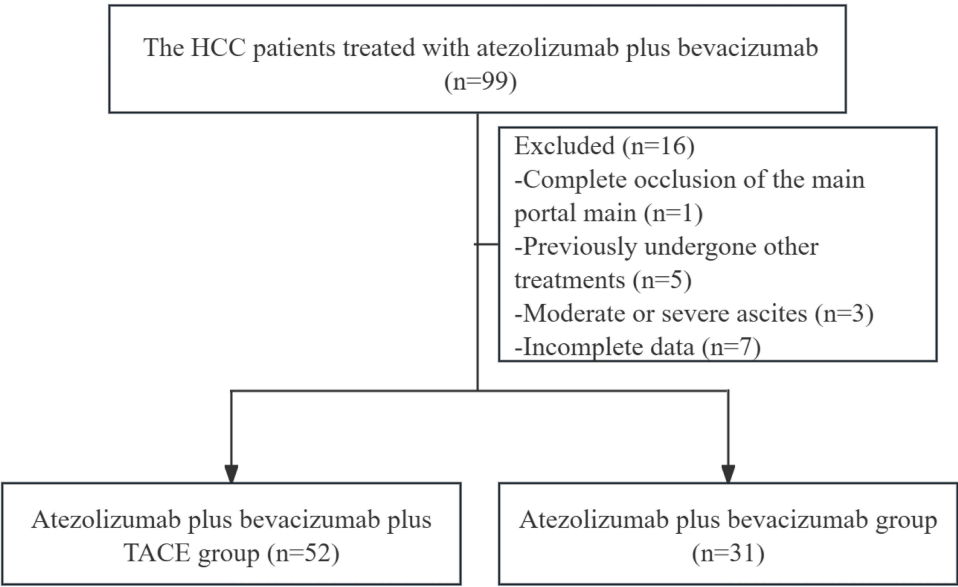 The HCC patients treated with atezolizumab plus bevacizumab
(n=99)
Excluded (n=16)
-Complete occlusion of the main
portal main (n=1)
-Previously undergone other
treatments (n=5)
-Moderate or severe ascites (n=3)
-Incomplete data (n=7)
Atezolizumab plus bevacizumab plus
TACE group (n=52)
Atezolizumab plus bevacizumab group
(n=31)